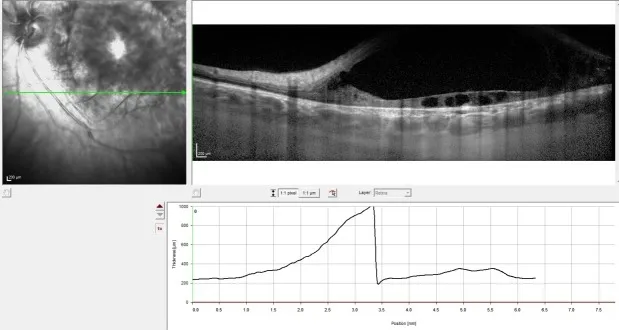 200 µm
200 µm
1:1 pixel 1:1 µm Layer: Retina
1x
Thickness [µm]
1000
800
600
400
200
0
0.0 0.5 1.0 1.5 2.0 2.5 3.0 3.5 4.0 4.5 5.0 5.5 6.0 6.5 7.0 7.5
Position [mm]